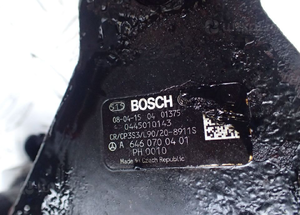 BOSCH
08-04-15 04 01375
0445010143
CR/CP3S3/L90/20-8911S
A 646 070 04 01
PH 0010
Made in Czech Republic